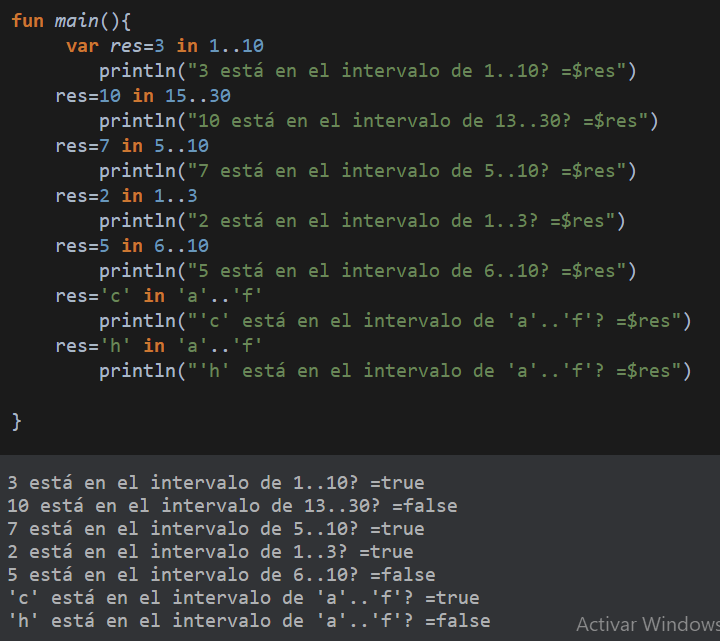 fun main(){
var res=3 in 1..10
println("3 está en el intervalo de 1..10? =$res")
res=10 in 15..30
println("10 está en el intervalo de 13..30? =$res")
res=7 in 5..10
println("7 está en el intervalo de 5..10? =$res")
res=2 in 1..3
println("2 está en el intervalo de 1..3? =$res")
res=5 in 6..10
println("5 está en el intervalo de 6..10? =$res")
res='c' in 'a'..'f'
println("'c' está en el intervalo de 'a'..'f'? =$res")
res='h' in 'a'..'f'
println("'h' está en el intervalo de 'a'..'f'? =$res")
}
3 está en el intervalo de 1..10? =true
10 está en el intervalo de 13..30? =false
7 está en el intervalo de 5..10? =true
2 está en el intervalo de 1..3? =true
5 está en el intervalo de 6..10? =false
'c' está en el intervalo de 'a'..'f'? =true
'h' está en el intervalo de 'a'..'f'? =false
Activar Windows